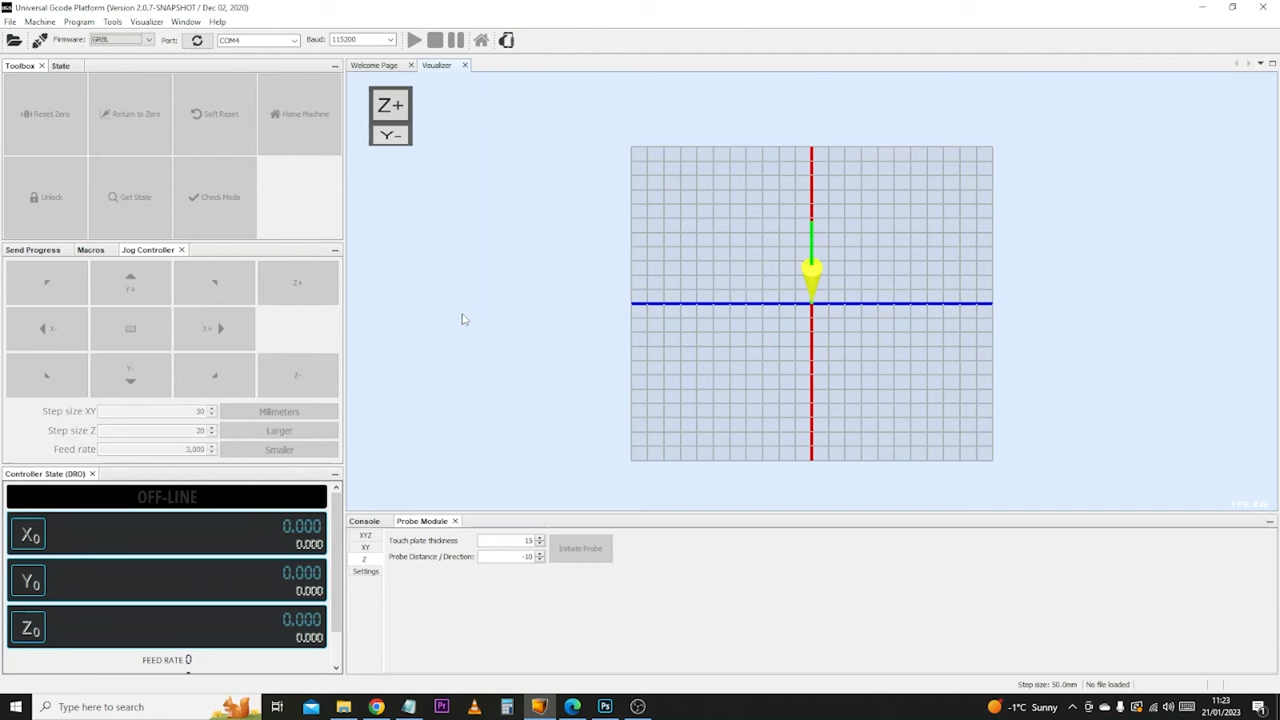 Universal Gcode Platform (Version 2.0.7-SNAPSHOT / Dec 02, 2020)
File Machine Program Tools Visualizer Window Help
Firmware: GRBL Port: COM4 Baud: 115200
Toolbox State
Reset Zero Return to Zero Soft Reset Home Machine
Unlock Get State Check Mode
Send Progress Macros Jog Controller
Y+ Z+
X- X+
Y- Z-
Step size XY 50 Millimeters
Step size Z 20 Larger
Feed rate 3,000 Smaller
Controller State (DRO)
OFF-LINE
X0 0.000
0.000
Y0 0.000
0.000
Z0 0.000
0.000
FEED RATE 0
Welcome Page Visualizer
Z+
Y-
Console Probe Module
XYZ
XY
Z
Settings
Touch plate thickness 15 Initiate Probe
Probe Distance / Direction: -10
Step size: 50.0mm No file loaded
Type here to search
-1°C Sunny
11:23
21/01/2023